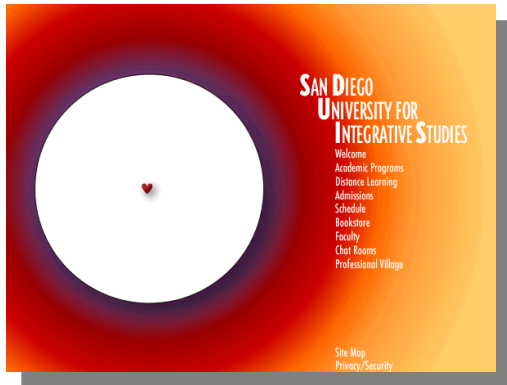 SAN DIEGO
UNIVERSITY FOR
INTEGRATIVE STUDIES
Welcome
Academic Programs
Distance Learning
Admissions
Schedule
Bookstore
Faculty
Chat Rooms
Professional Village
Site Map
Privacy/Security